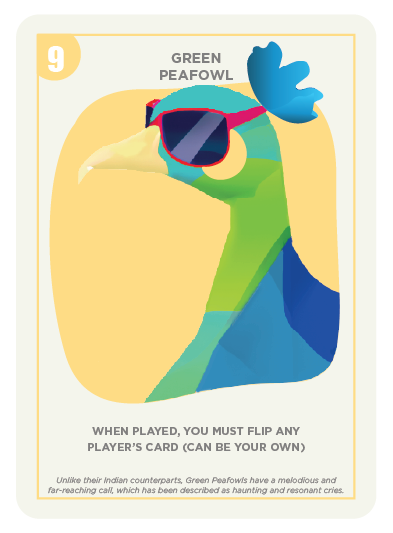 9
GREEN
PEAFOWL
WHEN PLAYED, YOU MUST FLIP ANY
PLAYER'S CARD (CAN BE YOUR OWN)
Unlike their Indian counterparts, Green Peafowls have a melodious and
far-reaching call, which has been described as haunting and resonant cries.